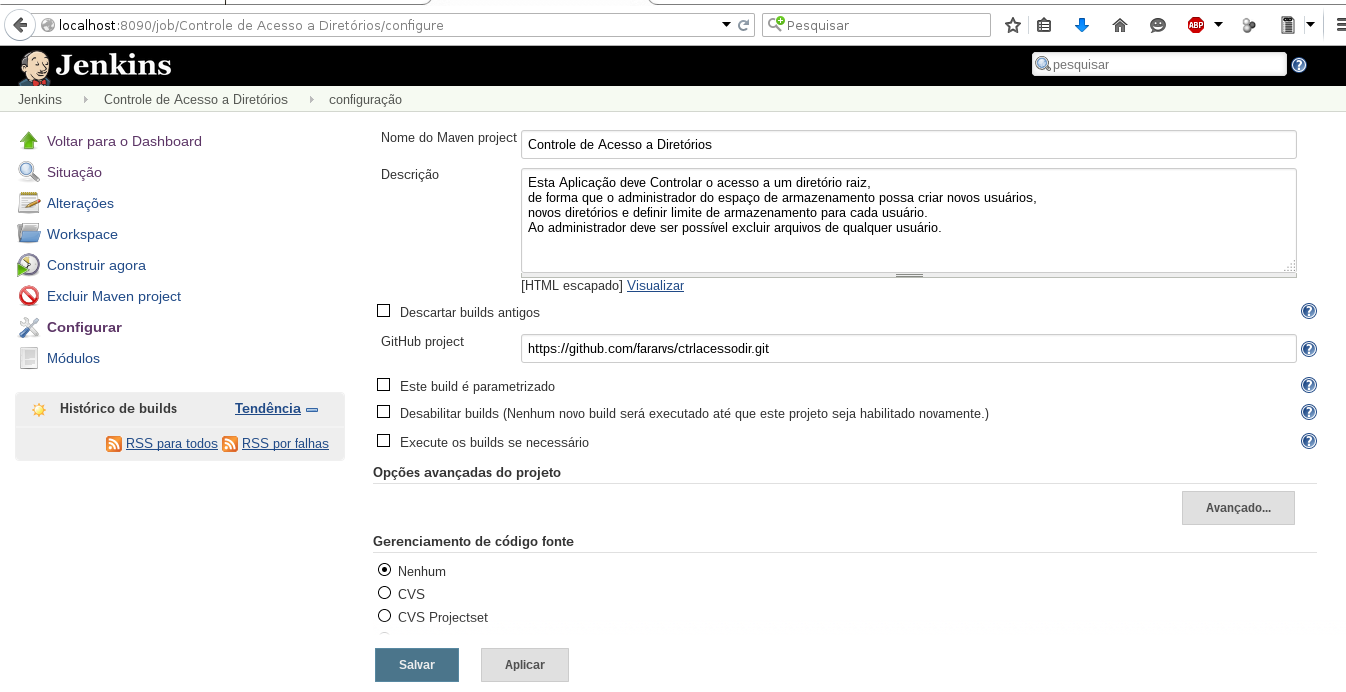 localhost:8090/job/Controle de Acesso a Diretórios/configure
Pesquisar
ABP
Jenkins
pesquisar
Jenkins
Controle de Acesso a Diretórios
configuração
Voltar para o Dashboard
Situação
Alterações
Workspace
Construir agora
Excluir Maven project
Configurar
Módulos
Histórico de builds
Tendência
RSS para todos
RSS por falhas
Nome do Maven project
Controle de Acesso a Diretórios
Descrição
Esta Aplicação deve Controlar o acesso a um diretório raiz,
de forma que o administrador do espaço de armazenamento possa criar novos usuários,
novos diretórios e definir limite de armazenamento para cada usuário.
Ao administrador deve ser possível excluir arquivos de qualquer usuário.
[HTML escapado] Visualizar
Descartar builds antigos
GitHub project
https://github.com/fararvs/ctrlacessodir.git
Este build é parametrizado
Desabilitar builds (Nenhum novo build será executado até que este projeto seja habilitado novamente.)
Execute os builds se necessário
Opções avançadas do projeto
Avançado...
Gerenciamento de código fonte
Nenhum
CVS
CVS Projectset
Salvar
Aplicar